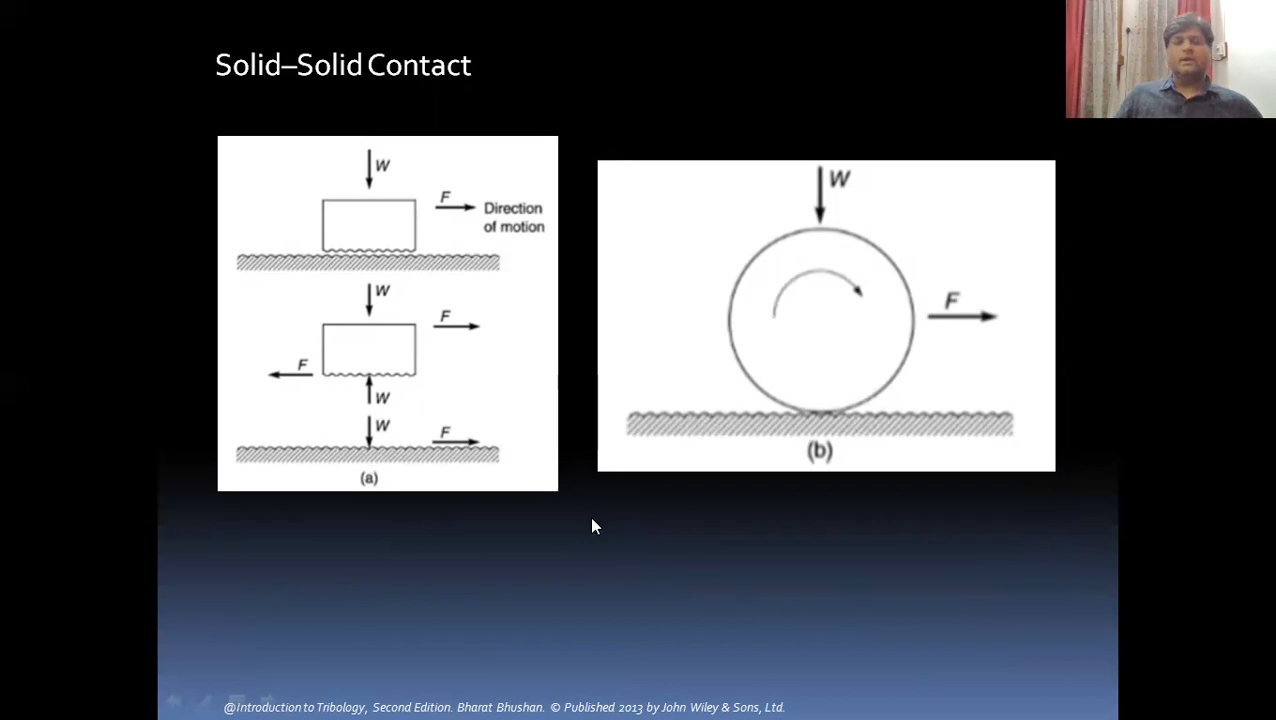 Solid–Solid Contact
W
F
Direction
of motion
W
F
F
W
W
F
(a)
W
F
(b)
@Introduction to Tribology, Second Edition. Bharat Bhushan. © Published 2013 by John Wiley & Sons, Ltd.